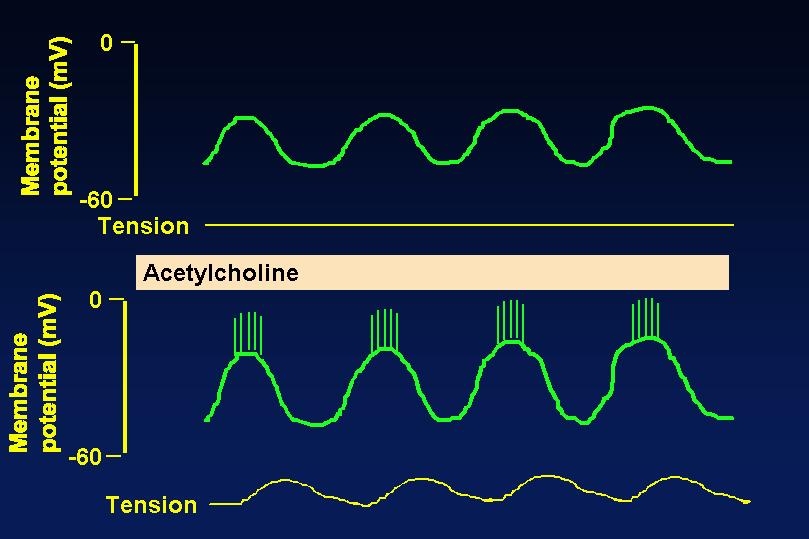 Membrane
potential (mV)
0
-60
Tension
Acetylcholine
Membrane
potential (mV)
0
-60
Tension